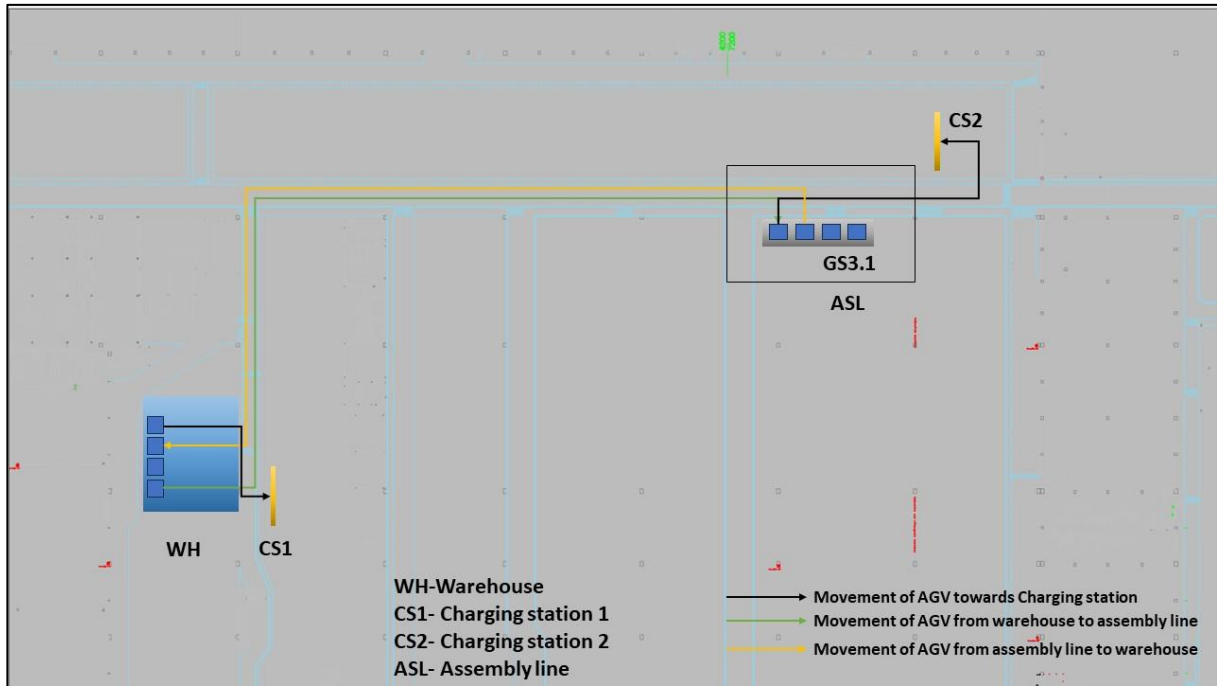 CS2
GS3.1
ASL
WH
CS1
WH-Warehouse
CS1- Charging station 1
CS2- Charging station 2
ASL- Assembly line
Movement of AGV towards Charging station
Movement of AGV from warehouse to assembly line
Movement of AGV from assembly line to warehouse